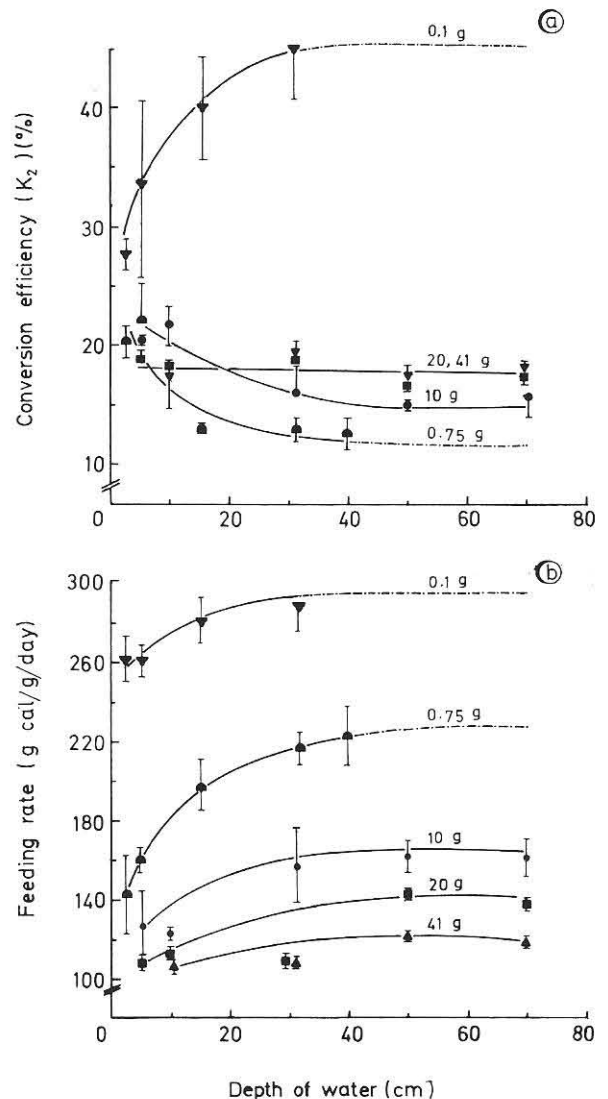 ⓐ
Conversion efficiency (K₂) (%)
40
30
20
10
0.1 g
20, 41 g
10 g
0.75 g
0 20 40 60 80
ⓑ
Feeding rate (g cal/g/day)
300
260
220
160
140
100
0.1 g
0.75 g
10 g
20 g
41 g
0 20 40 60 80
Depth of water (cm)